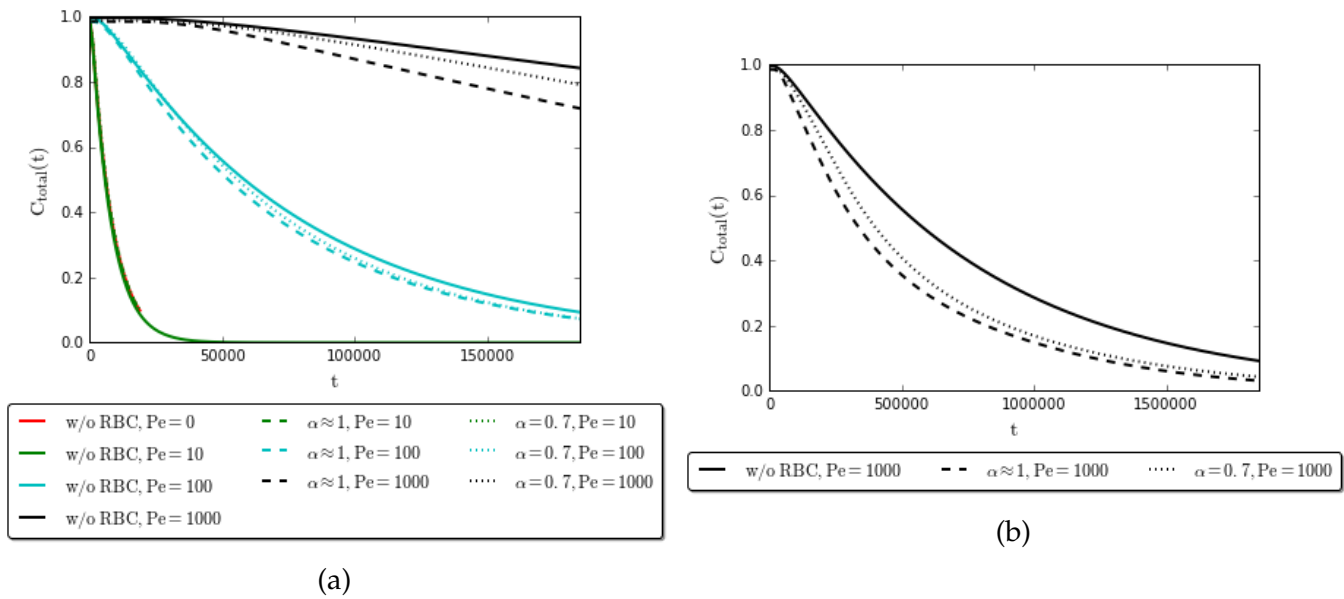 1.0
0.8
0.6
0.4
0.2
0.0
C_total(t)
0 50000 100000 150000
t
w/o RBC, Pe = 0 α ≈ 1, Pe = 10 α = 0.7, Pe = 10
w/o RBC, Pe = 10 α ≈ 1, Pe = 100 α = 0.7, Pe = 100
w/o RBC, Pe = 100 α ≈ 1, Pe = 1000 α = 0.7, Pe = 1000
w/o RBC, Pe = 1000
(a)
1.0
0.8
0.6
0.4
0.2
0.0
C_total(t)
0 500000 1000000 1500000
t
w/o RBC, Pe = 1000 α ≈ 1, Pe = 1000 α = 0.7, Pe = 1000
(b)